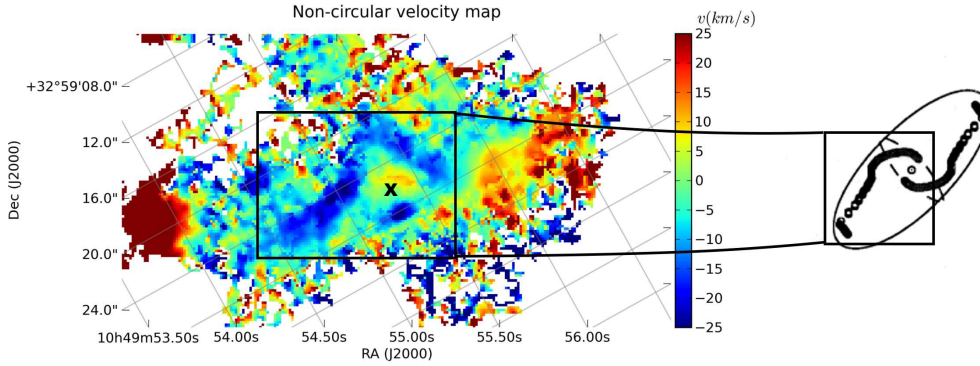 Non-circular velocity map
v(km/s)
Dec (J2000)
+32°59'08.0"
12.0"
16.0"
20.0"
24.0"
x
10h49m53.50s
54.00s
54.50s
55.00s
55.50s
56.00s
RA (J2000)
25
20
15
10
5
0
−5
−10
−15
−20
−25